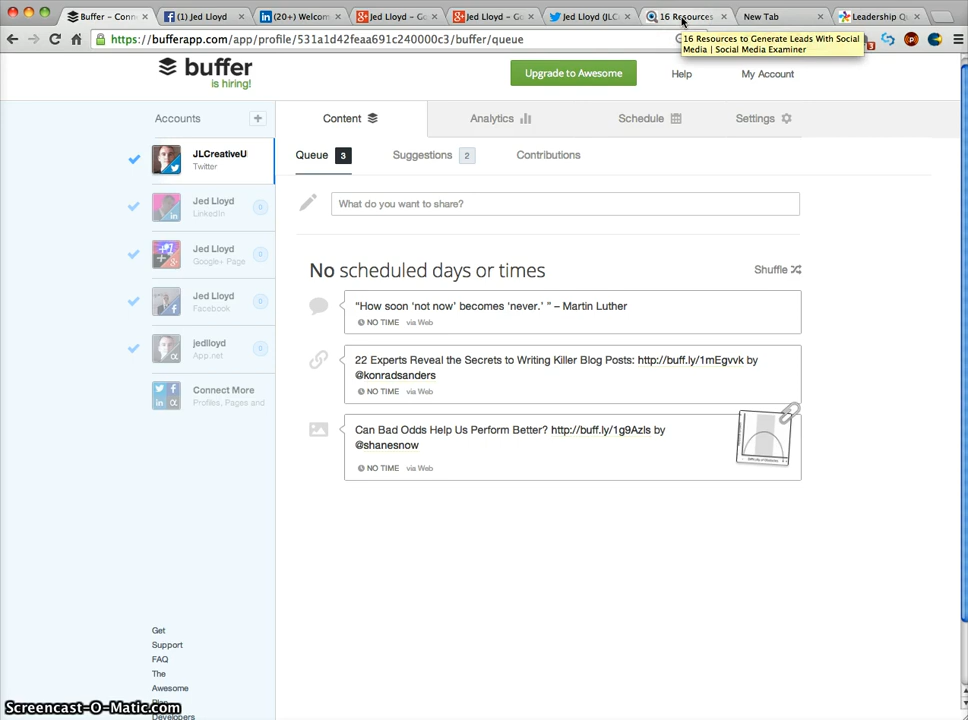 Buffer – Conn
(1) Jed Lloyd
(20+) Welcom
Jed Lloyd – Go
Jed Lloyd – Go
Jed Lloyd (JLC
16 Resources
New Tab
Leadership Q
https://bufferapp.com/app/profile/531a1d42feaa691c240000c3/buffer/queue
16 Resources to Generate Leads With Social
Media | Social Media Examiner
3
buffer
is hiring!
Upgrade to Awesome
Help
My Account
Accounts
+
Content
Analytics
Schedule
Settings
JLCreativeU
Twitter
Queue 3
Suggestions 2
Contributions
Jed Lloyd
LinkedIn
0
What do you want to share?
Jed Lloyd
Google+ Page
0
No scheduled days or times
Shuffle
Jed Lloyd
Facebook
0
“How soon ‘not now’ becomes ‘never.’ ” – Martin Luther
NO TIME via Web
jedlloyd
App.net
0
22 Experts Reveal the Secrets to Writing Killer Blog Posts: http://buff.ly/1mEgvvk by
@konradsanders
NO TIME via Web
Connect More
Profiles, Pages and
Can Bad Odds Help Us Perform Better? http://buff.ly/1g9Azls by
@shanesnow
NO TIME via Web
Get
Support
FAQ
The
Awesome
Plan
Developers
Screencast-O-Matic.com